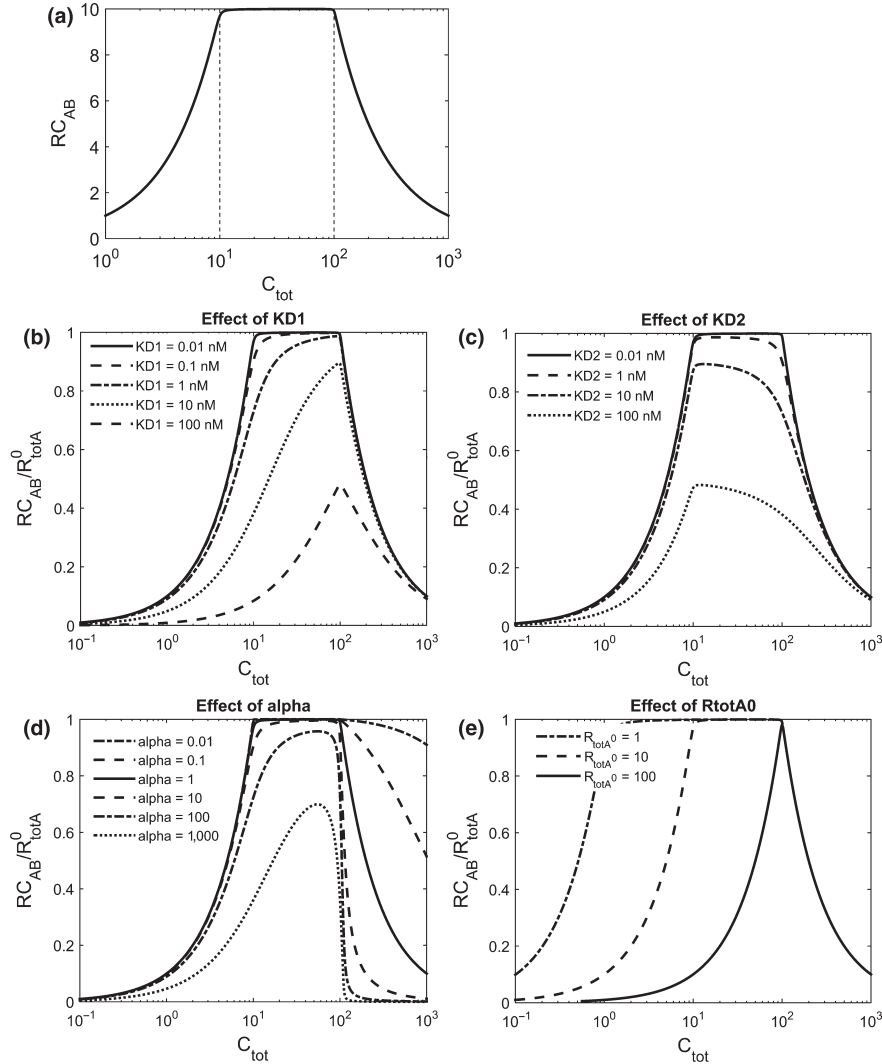 (a)
10
8
6
4
2
0
RC_AB
10^0 10^1 10^2 10^3
C_tot
(b)
Effect of KD1
1
0.8
0.6
0.4
0.2
0
RC_AB/R^0_totA
KD1 = 0.01 nM
KD1 = 0.1 nM
KD1 = 1 nM
KD1 = 10 nM
KD1 = 100 nM
10^−1 10^0 10^1 10^2 10^3
C_tot
(c)
Effect of KD2
1
0.8
0.6
0.4
0.2
0
RC_AB/R^0_totA
KD2 = 0.01 nM
KD2 = 1 nM
KD2 = 10 nM
KD2 = 100 nM
10^−1 10^0 10^1 10^2 10^3
C_tot
(d)
Effect of alpha
1
0.8
0.6
0.4
0.2
0
RC_AB/R^0_totA
alpha = 0.01
alpha = 0.1
alpha = 1
alpha = 10
alpha = 100
alpha = 1,000
10^−1 10^0 10^1 10^2 10^3
C_tot
(e)
Effect of RtotA0
1
0.8
0.6
0.4
0.2
0
RC_AB/R^0_totA
R_totA^0 = 1
R_totA^0 = 10
R_totA^0 = 100
10^−1 10^0 10^1 10^2 10^3
C_tot